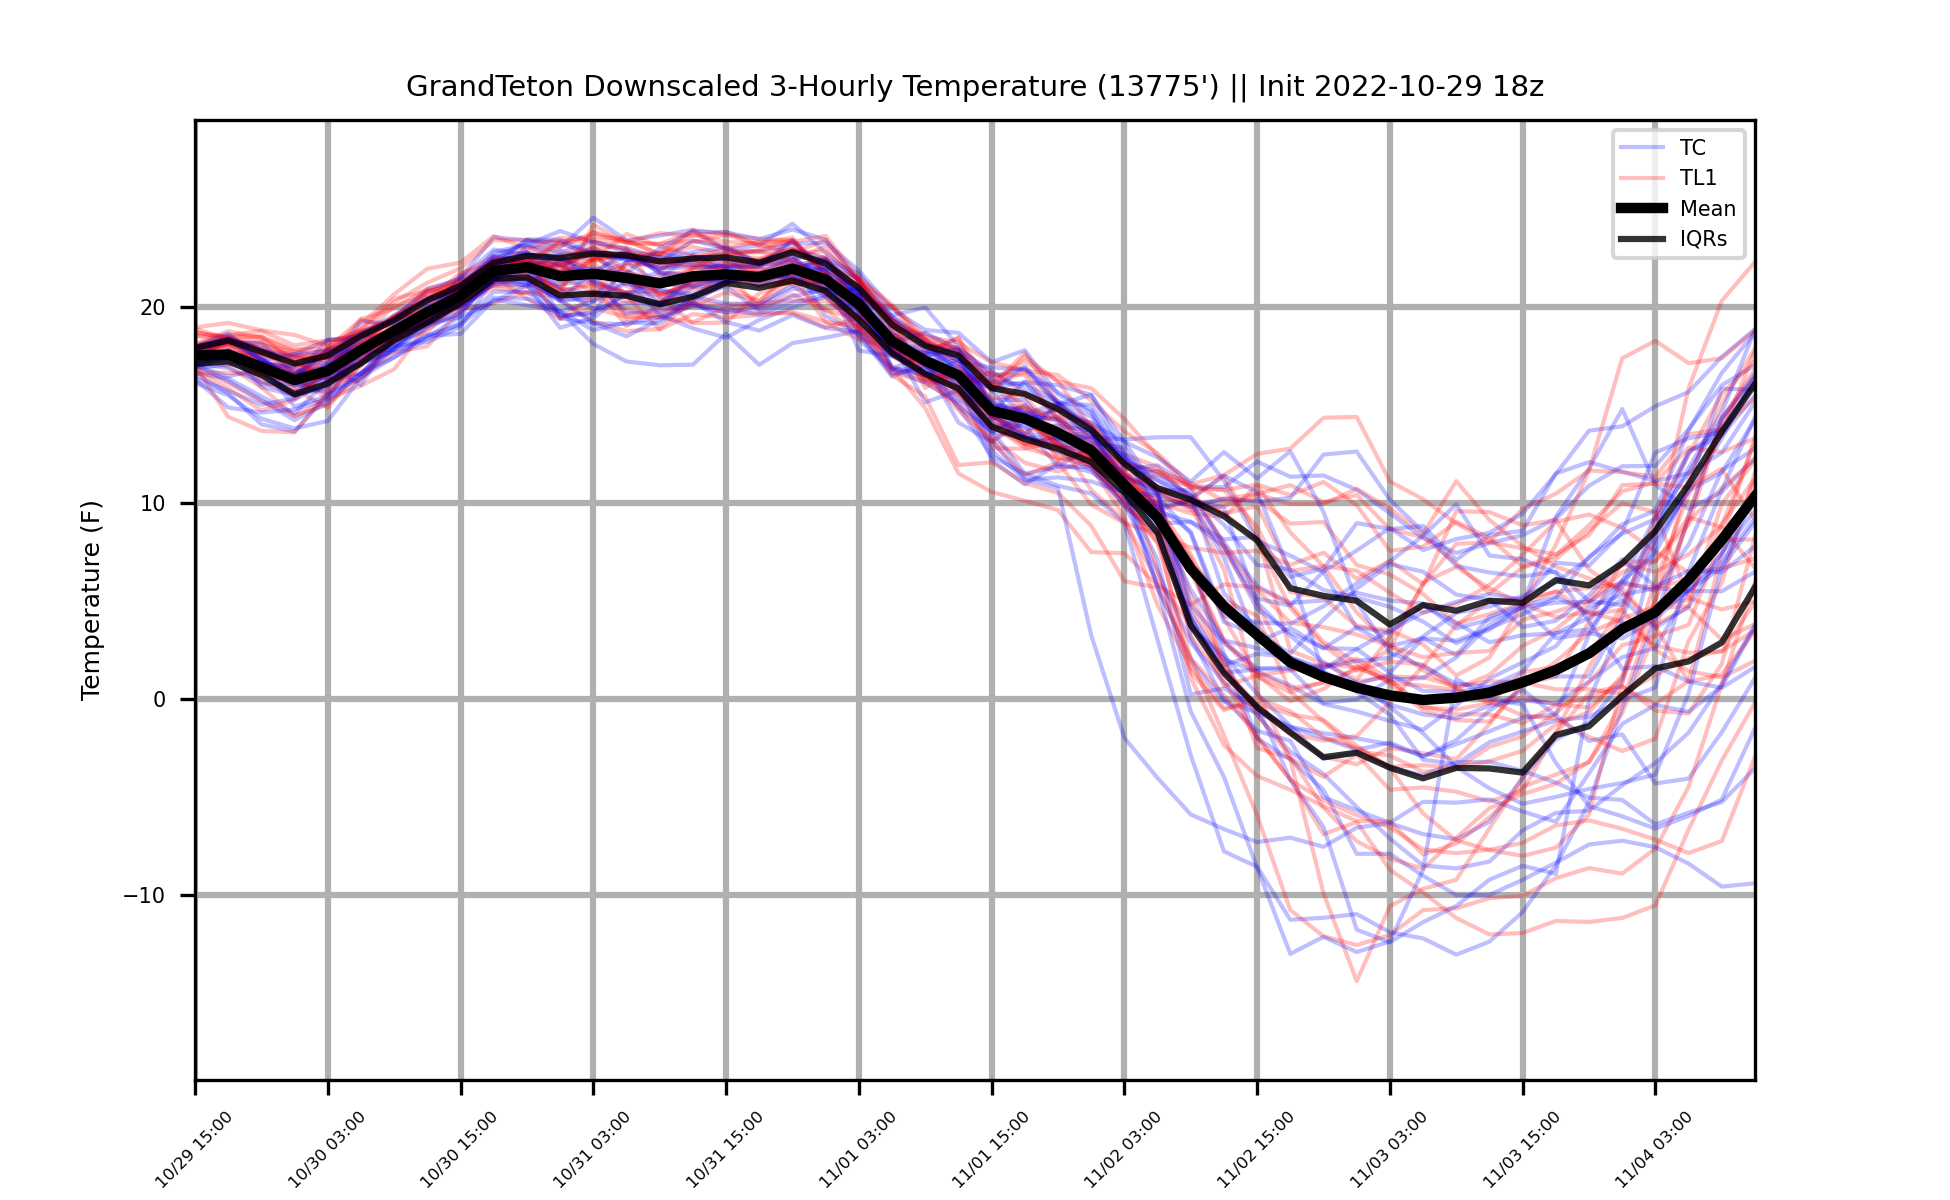 GrandTeton Downscaled 3-Hourly Temperature (13775') || Init 2022-10-29 18z
TC
TL1
Mean
IQRs
Temperature (F)
20
10
0
−10
10/29 15:00
10/30 03:00
10/30 15:00
10/31 03:00
10/31 15:00
11/01 03:00
11/01 15:00
11/02 03:00
11/02 15:00
11/03 03:00
11/03 15:00
11/04 03:00